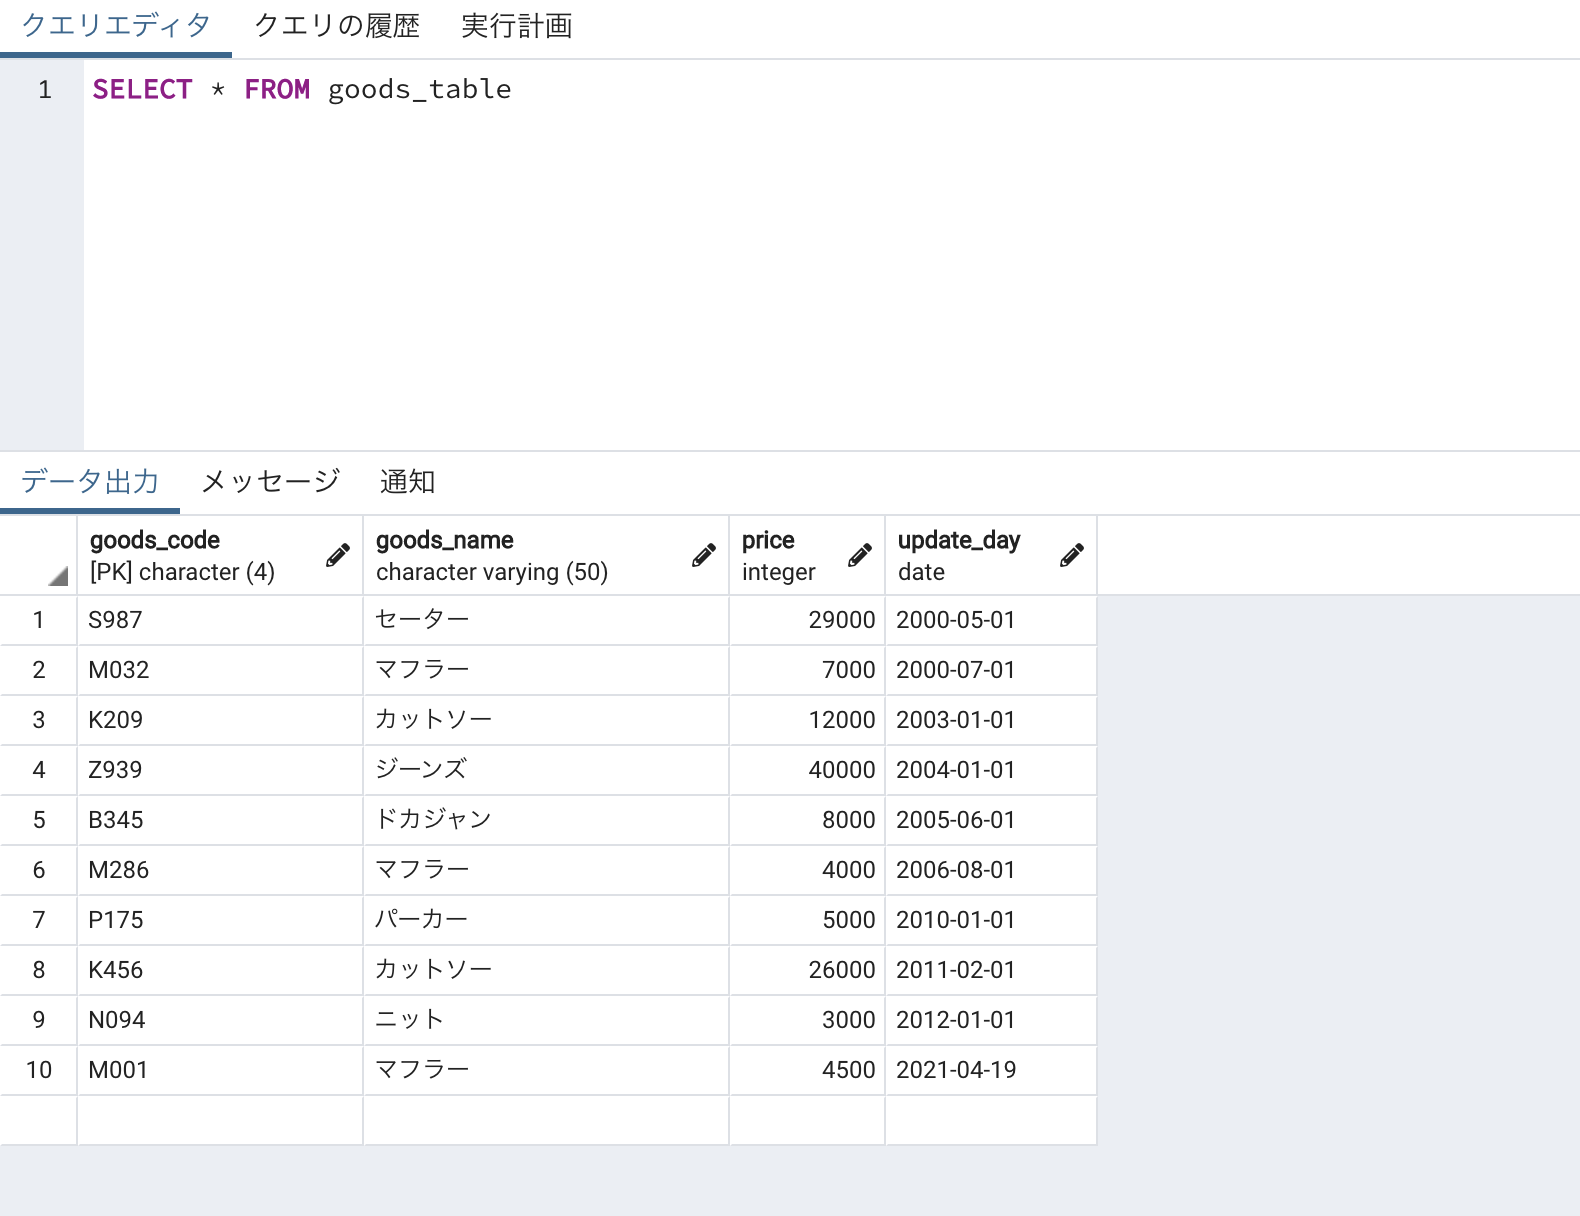 クエリエディタ クエリの履歴 実行計画
1 SELECT * FROM goods_table
データ出力 メッセージ 通知
goods_code goods_name price update_day
[PK] character (4) character varying (50) integer date
1 S987 セーター 29000 2000-05-01
2 M032 マフラー 7000 2000-07-01
3 K209 カットソー 12000 2003-01-01
4 Z939 ジーンズ 40000 2004-01-01
5 B345 ドカジャン 8000 2005-06-01
6 M286 マフラー 4000 2006-08-01
7 P175 パーカー 5000 2010-01-01
8 K456 カットソー 26000 2011-02-01
9 N094 ニット 3000 2012-01-01
10 M001 マフラー 4500 2021-04-19